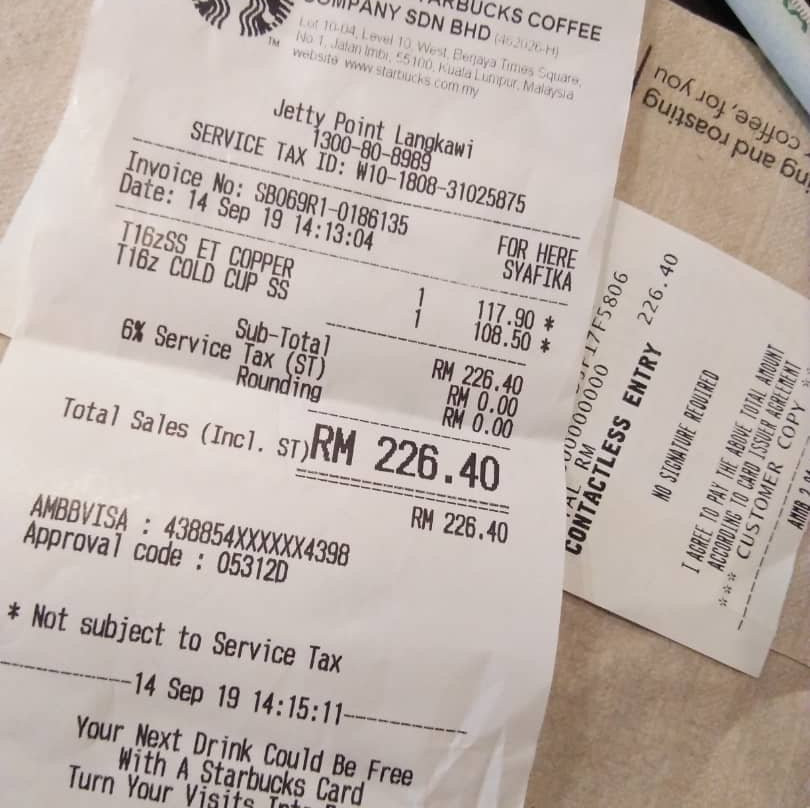 TM
STARBUCKS COFFEE
COMPANY SDN BHD (462026-H)
Lot 10-04, Level 10, West, Berjaya Times Square,
No.1, Jalan Imbi, 55100, Kuala Lumpur, Malaysia
website www.starbucks.com.my
Jetty Point Langkawi
1300-80-8989
SERVICE TAX ID: W10-1808-31025875
Invoice No: SB069R1-0186135
Date: 14 Sep 19 14:13:04
FOR HERE
SYAFIKA
T16zSS ET COPPER 1 117.90 *
T16z COLD CUP SS 1 108.50 *
Sub-Total RM 226.40
6% Service Tax (ST) RM 0.00
Rounding RM 0.00
Total Sales (Incl. ST) RM 226.40
RM 226.40
AMBBVISA : 438854XXXXXX4398
Approval code : 05312D
* Not subject to Service Tax
14 Sep 19 14:15:11
Your Next Drink Could Be Free
With A Starbucks Card
Turn Your Visits
and roasting
coffee, for you
17F5806
RM 226.40
CONTACTLESS ENTRY
NO SIGNATURE REQUIRED
I AGREE TO PAY THE ABOVE TOTAL AMOUNT
ACCORDING TO CARD ISSUER AGREEMENT
*** CUSTOMER COPY